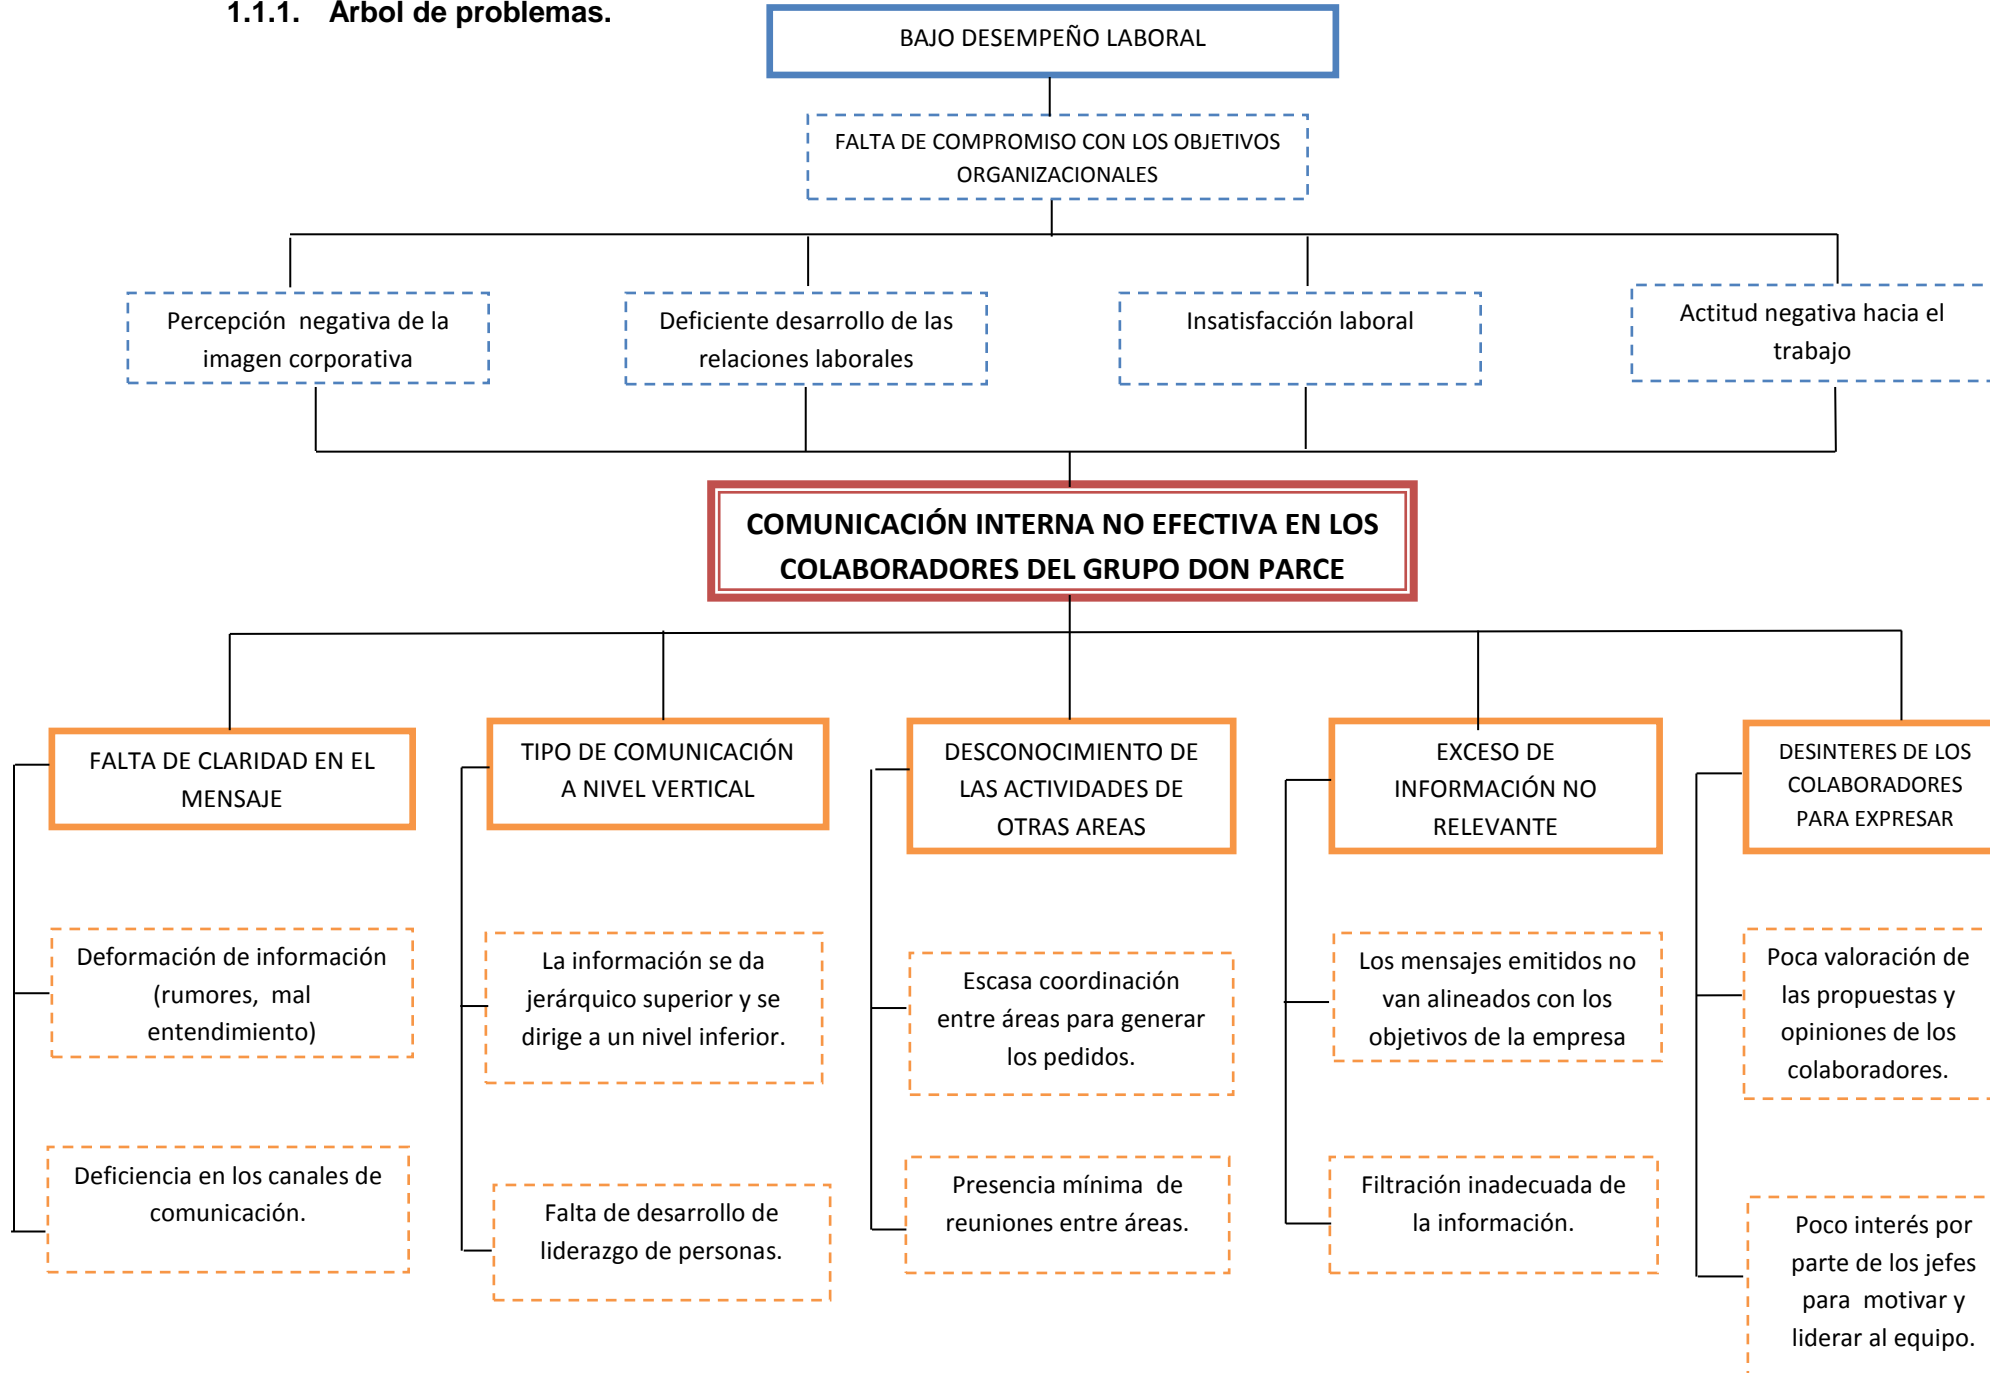 1.1.1. Árbol de problemas.
BAJO DESEMPEÑO LABORAL
FALTA DE COMPROMISO CON LOS OBJETIVOS
ORGANIZACIONALES
Percepción negativa de la
imagen corporativa
Deficiente desarrollo de las
relaciones laborales
Insatisfacción laboral
Actitud negativa hacia el
trabajo
COMUNICACIÓN INTERNA NO EFECTIVA EN LOS
COLABORADORES DEL GRUPO DON PARCE
FALTA DE CLARIDAD EN EL
MENSAJE
TIPO DE COMUNICACIÓN
A NIVEL VERTICAL
DESCONOCIMIENTO DE
LAS ACTIVIDADES DE
OTRAS AREAS
EXCESO DE
INFORMACIÓN NO
RELEVANTE
DESINTERES DE LOS
COLABORADORES
PARA EXPRESAR
Deformación de información
(rumores, mal
entendimiento)
La información se da
jerárquico superior y se
dirige a un nivel inferior.
Escasa coordinación
entre áreas para generar
los pedidos.
Los mensajes emitidos no
van alineados con los
objetivos de la empresa
Poca valoración de
las propuestas y
opiniones de los
colaboradores.
Deficiencia en los canales de
comunicación.
Falta de desarrollo de
liderazgo de personas.
Presencia mínima de
reuniones entre áreas.
Filtración inadecuada de
la información.
Poco interés por
parte de los jefes
para motivar y
liderar al equipo.